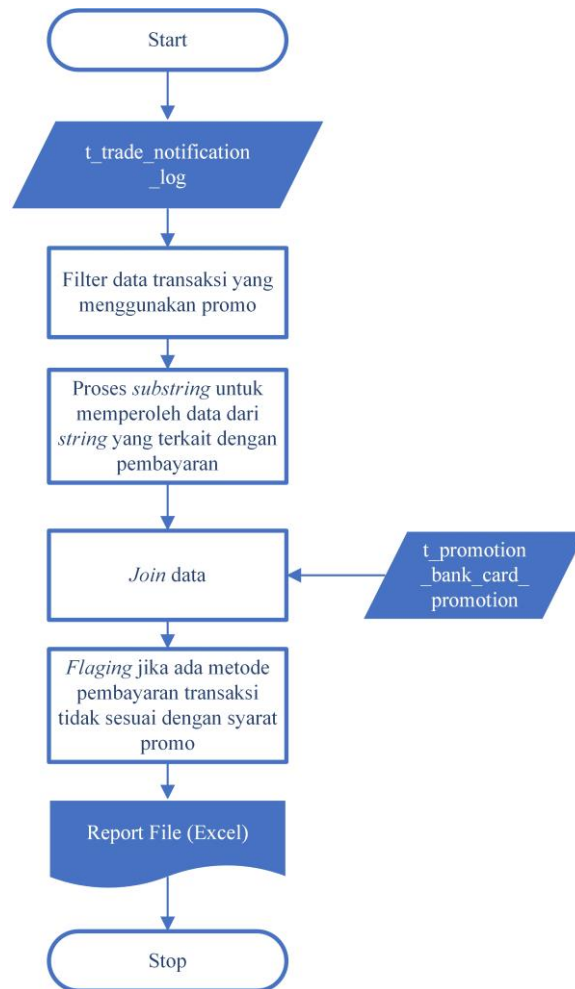 Start
t_trade_notification
_log
Filter data transaksi yang
menggunakan promo
Proses substring untuk
memperoleh data dari
string yang terkait dengan
pembayaran
Join data
t_promotion
_bank_card_
promotion
Flaging jika ada metode
pembayaran transaksi
tidak sesuai dengan syarat
promo
Report File (Excel)
Stop